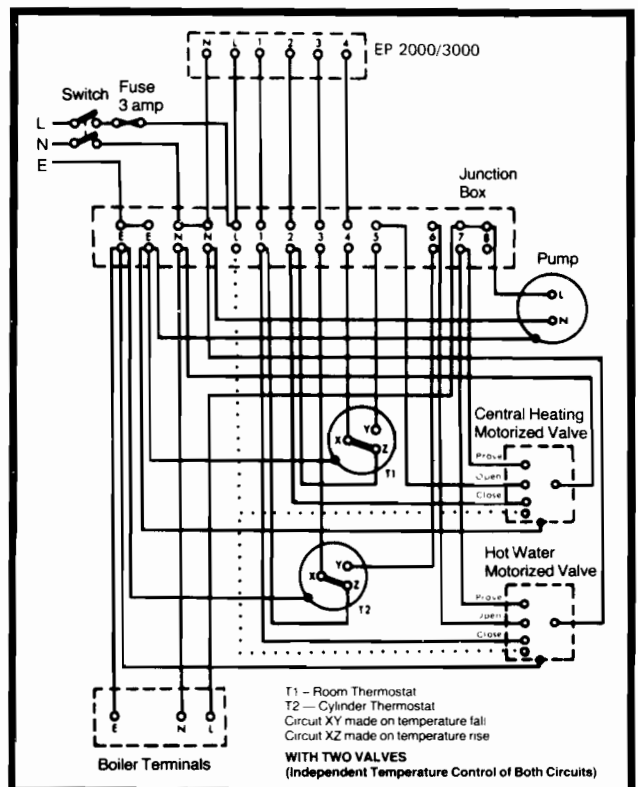 N L 1 2 3 4
EP 2000/3000
Switch
Fuse
3 amp
L
N
E
Junction
Box
E E N N L 1 2 3 4 5 6 7 8
Pump
L
N
Central Heating
Motorized Valve
X Y Z
T1
Prove
Open
Close
Hot Water
Motorized Valve
X Y Z
T2
Prove
Open
Close
E N L
Boiler Terminals
T1 – Room Thermostat
T2 — Cylinder Thermostat
Circuit XY made on temperature fall
Circuit XZ made on temperature rise
WITH TWO VALVES
(Independent Temperature Control of Both Circuits)